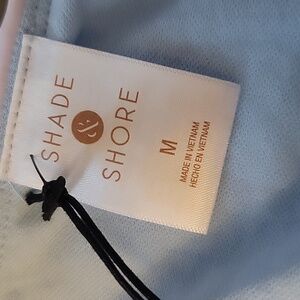 SHADE
&
SHORE
M
MADE IN VIETNAM
HECHO EN VIETNAM